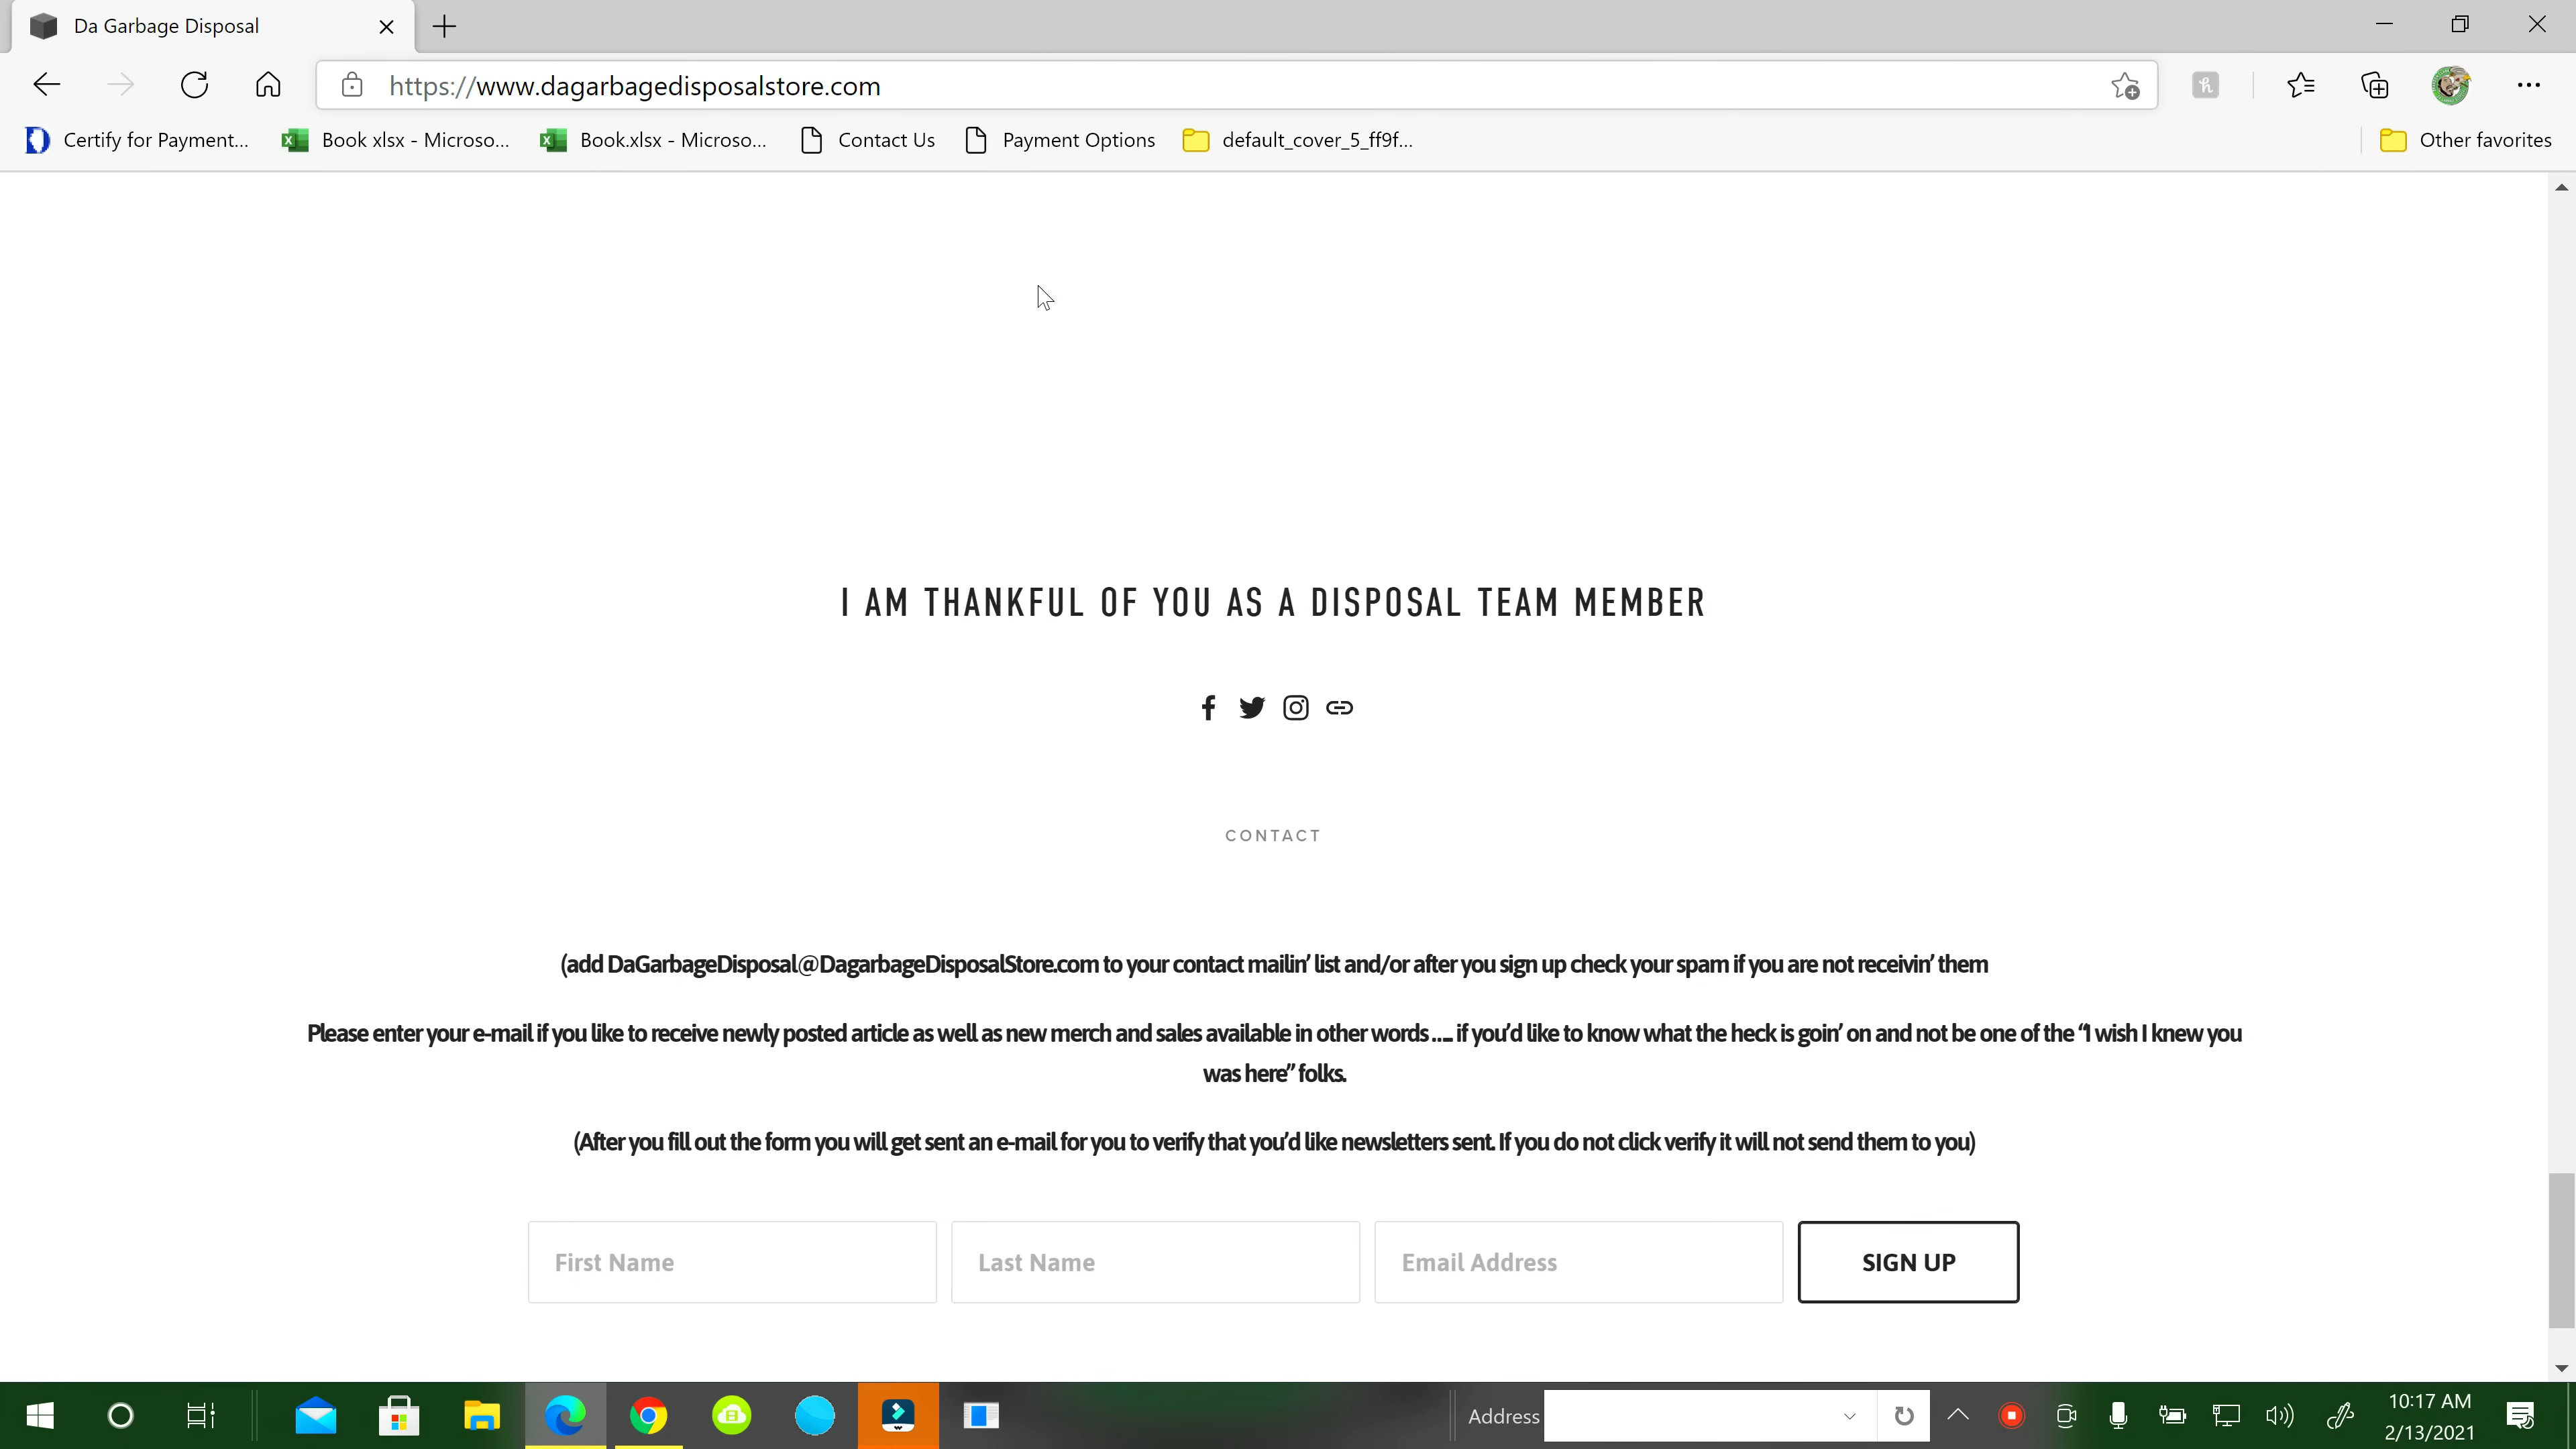 Da Garbage Disposal
https://www.dagarbagedisposalstore.com
Certify for Payment... Book xlsx - Microso... Book.xlsx - Microso... Contact Us Payment Options default_cover_5_ff9f... Other favorites
I AM THANKFUL OF YOU AS A DISPOSAL TEAM MEMBER
CONTACT
(add DaGarbageDisposal@DagarbageDisposalStore.com to your contact mailin’ list and/or after you sign up check your spam if you are not receivin’ them
Please enter your e-mail if you like to receive newly posted article as well as new merch and sales available in other words ..... if you’d like to know what the heck is goin’ on and not be one of the “I wish I knew you
was here” folks.
(After you fill out the form you will get sent an e-mail for you to verify that you’d like newsletters sent. If you do not click verify it will not send them to you)
First Name Last Name Email Address SIGN UP
Address
10:17 AM
2/13/2021